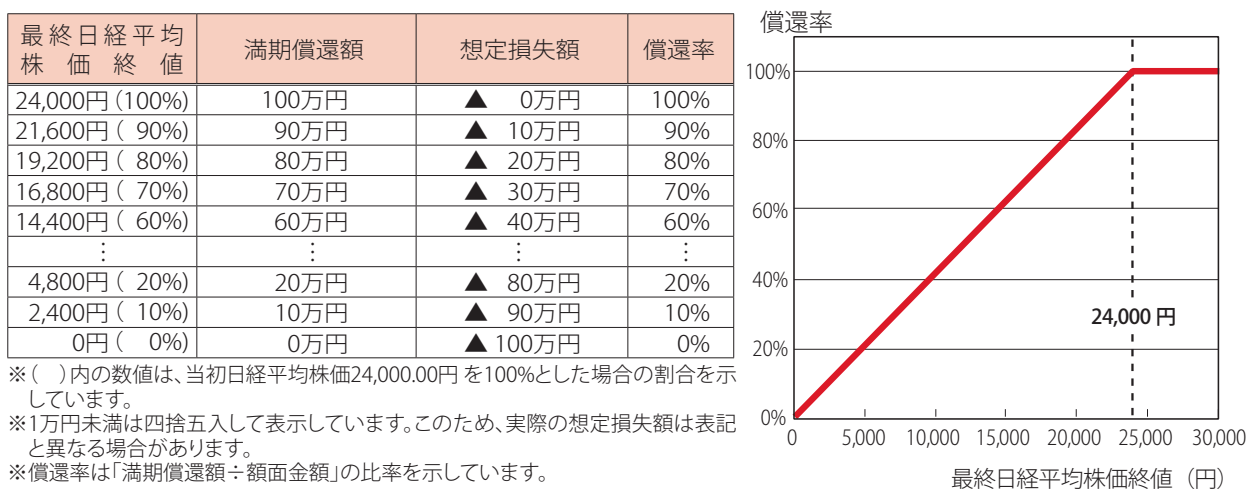 最終日経平均株価終値 満期償還額 想定損失額 償還率
24,000円 (100%) 100万円 ▲ 0万円 100%
21,600円 ( 90%) 90万円 ▲ 10万円 90%
19,200円 ( 80%) 80万円 ▲ 20万円 80%
16,800円 ( 70%) 70万円 ▲ 30万円 70%
14,400円 ( 60%) 60万円 ▲ 40万円 60%
⋮ ⋮ ⋮ ⋮
4,800円 ( 20%) 20万円 ▲ 80万円 20%
2,400円 ( 10%) 10万円 ▲ 90万円 10%
0円 ( 0%) 0万円 ▲ 100万円 0%
※( )内の数値は、当初日経平均株価24,000.00円 を100%とした場合の割合を示
しています。
※1万円未満は四捨五入して表示しています。このため、実際の想定損失額は表記
と異なる場合があります。
※償還率は「満期償還額÷額面金額」の比率を示しています。
償還率
100%
80%
60%
40%
20%
0%
24,000 円
0 5,000 10,000 15,000 20,000 25,000 30,000
最終日経平均株価終値 (円)